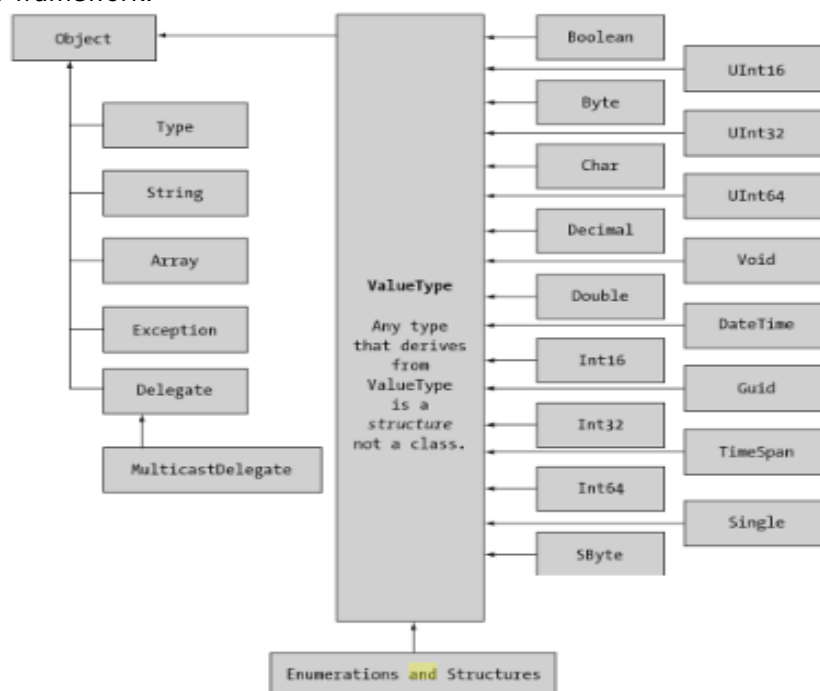 Object
Type
String
Array
Exception
Delegate
MulticastDelegate
ValueType
Any type
that derives
from
ValueType
is a
structure
not a class.
Boolean
Byte
Char
Decimal
Double
Int16
Int32
Int64
SByte
UInt16
UInt32
UInt64
Void
DateTime
Guid
TimeSpan
Single
Enumerations and Structures